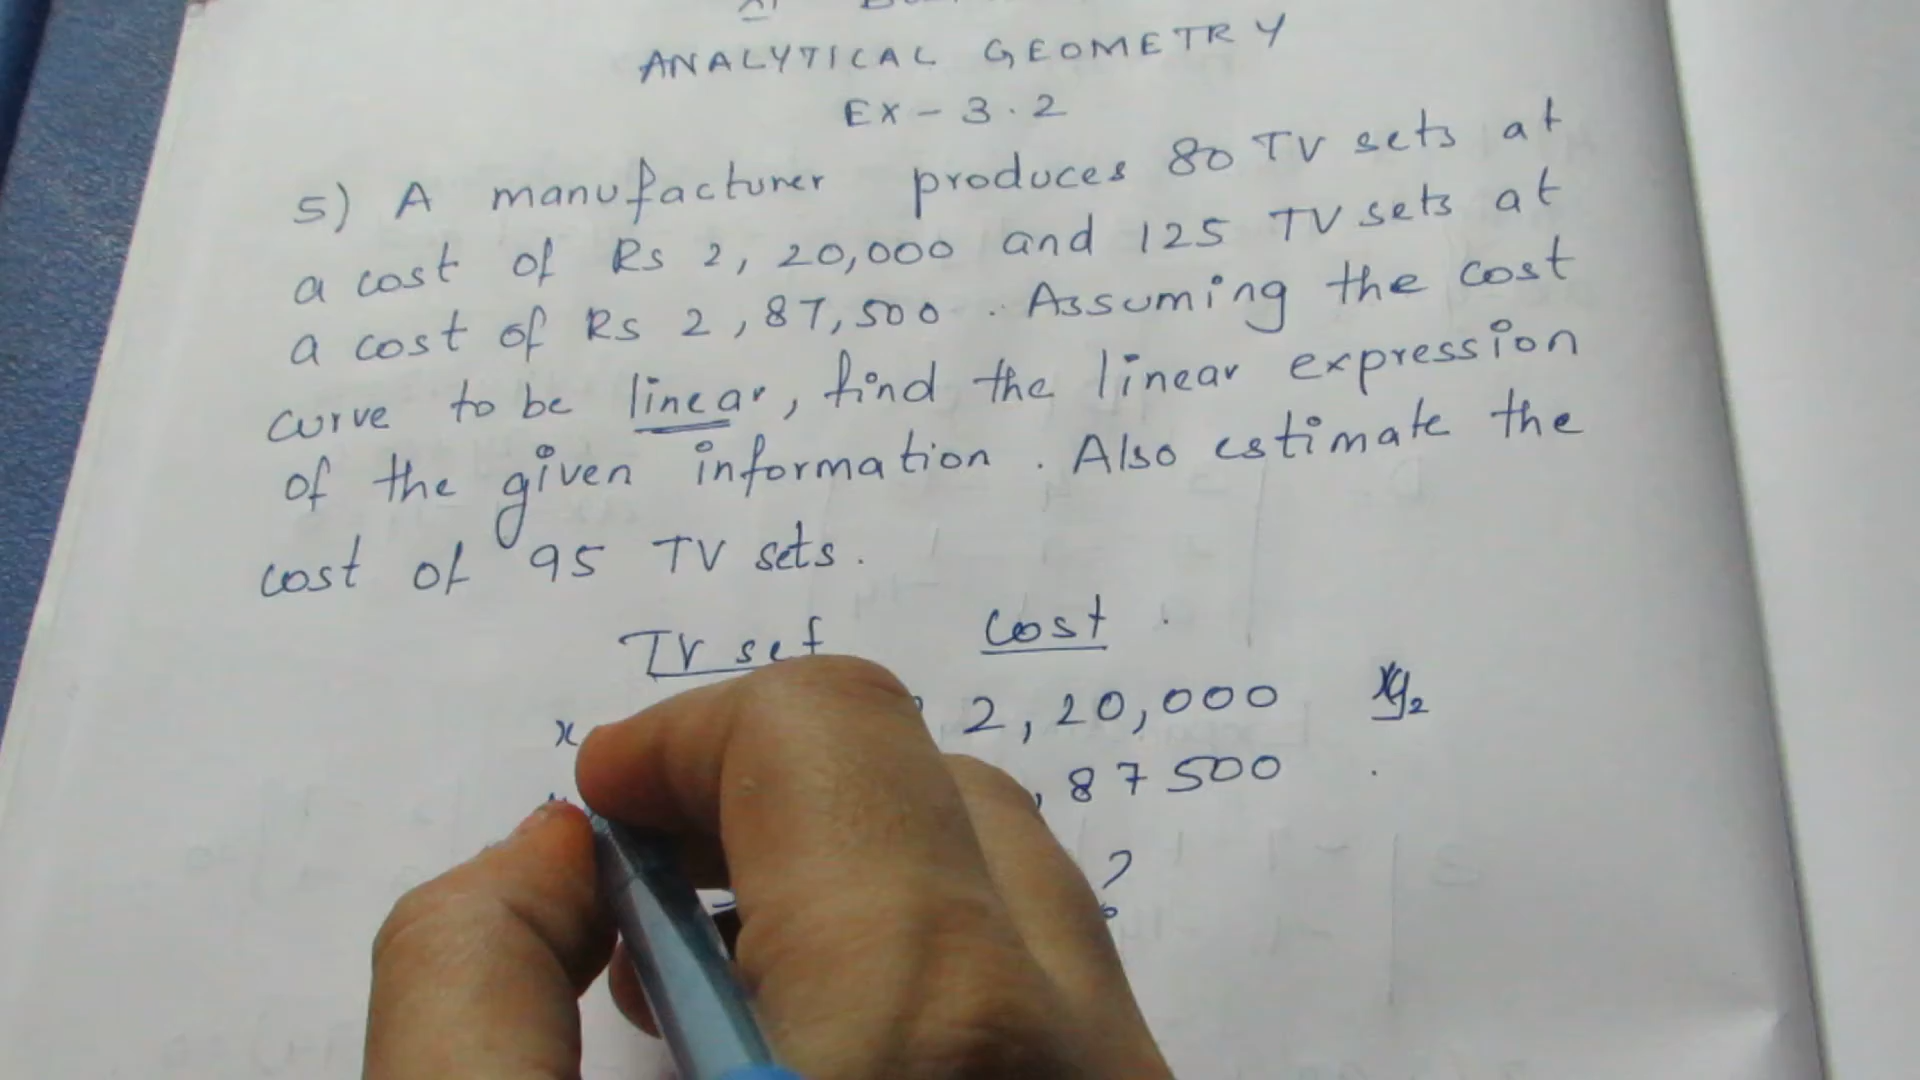 ANALYTICAL GEOMETRY
EX - 3.2
5) A manufacturer produces 80 TV sets at
a cost of Rs 2,20,000 and 125 TV sets at
a cost of Rs 2,87,500. Assuming the cost
curve to be linear, find the linear expression
of the given information. Also estimate the
cost of 95 TV sets.
TV set cost
x 2,20,000 y2
,87500
?